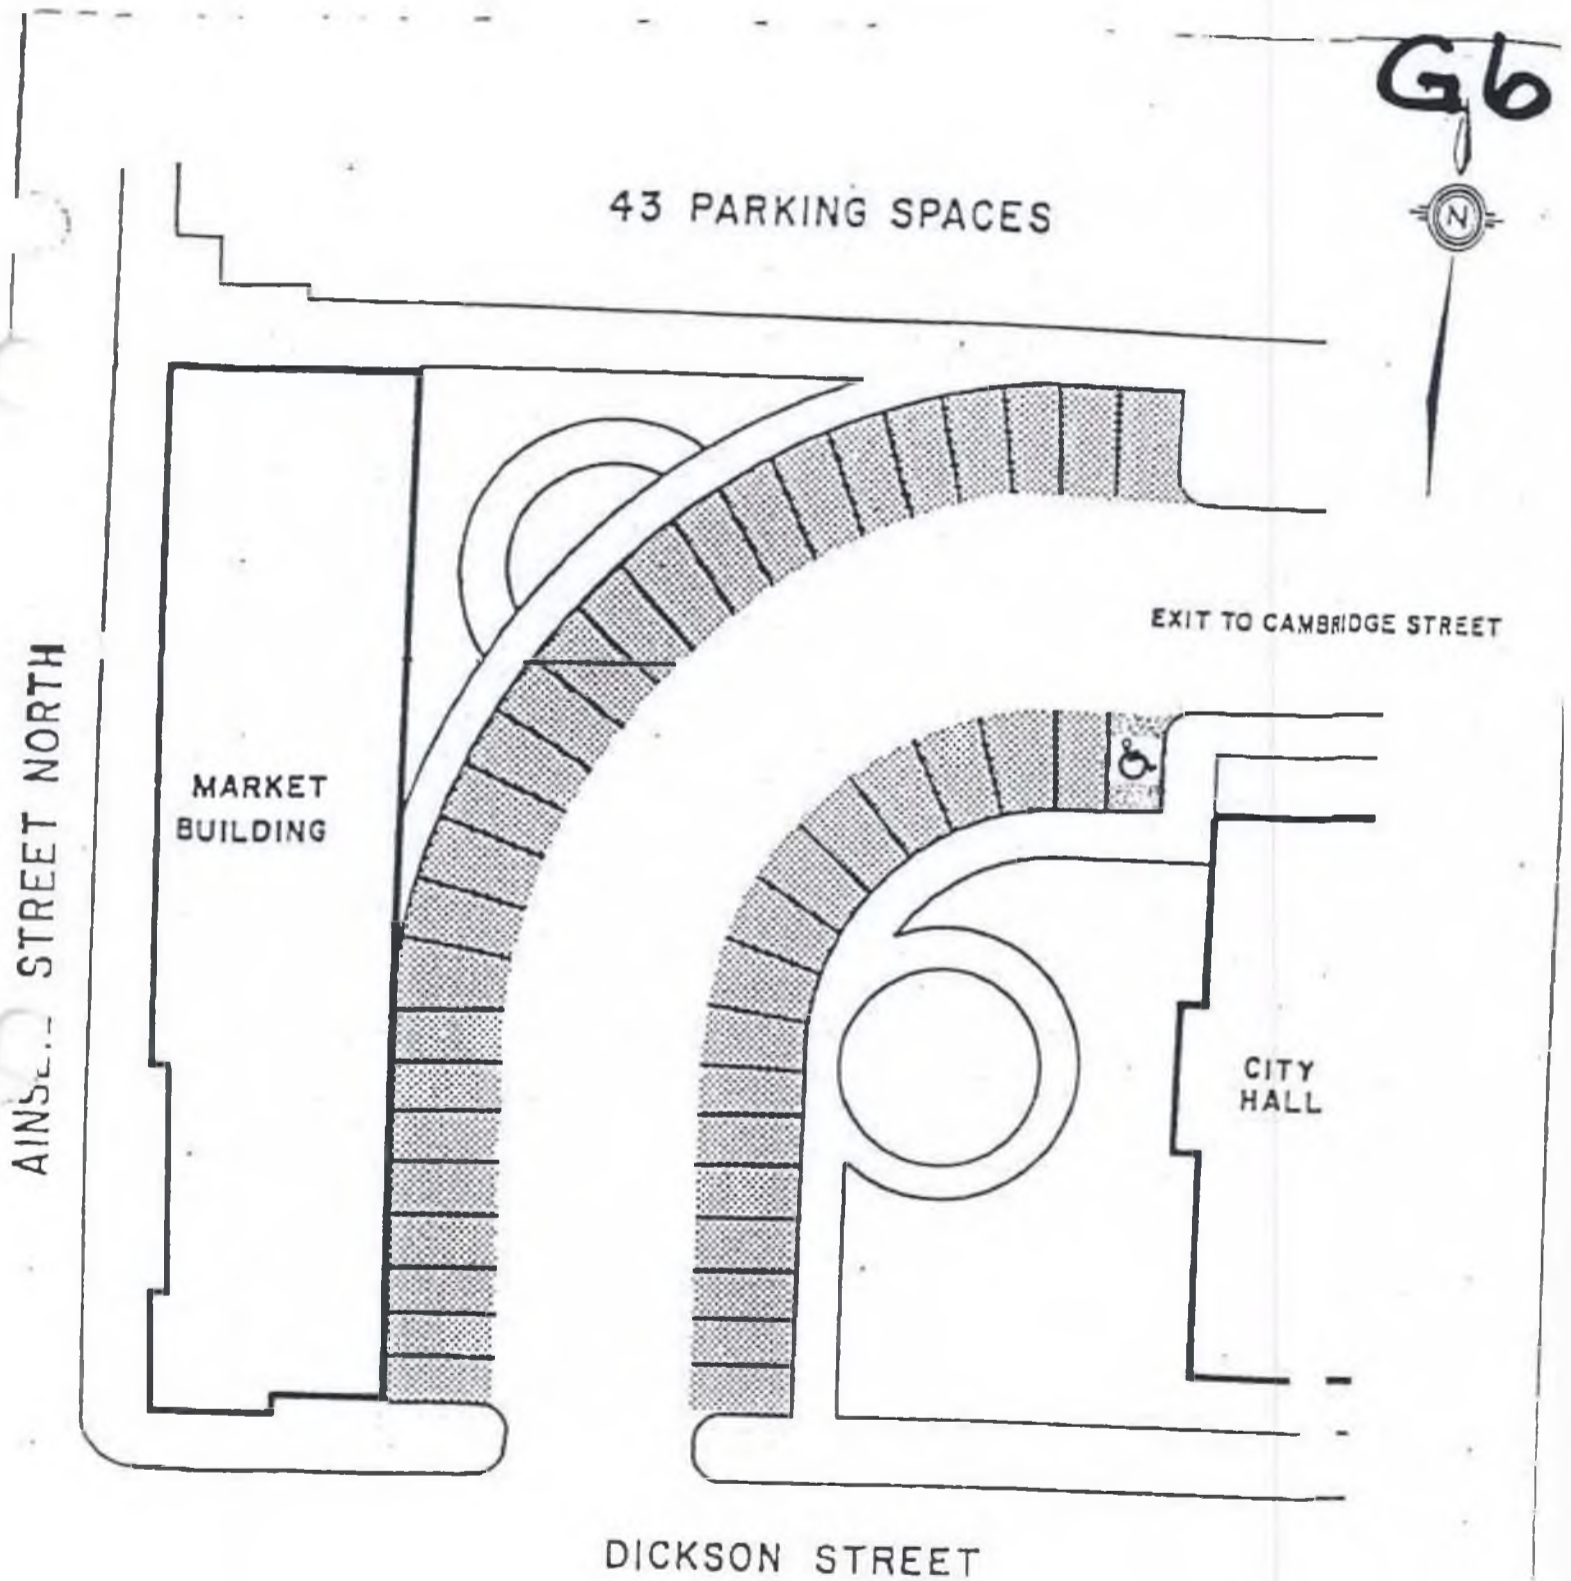 G6
43 PARKING SPACES
N
EXIT TO CAMBRIDGE STREET
STREET NORTH
MARKET
BUILDING
CITY
HALL
DICKSON STREET